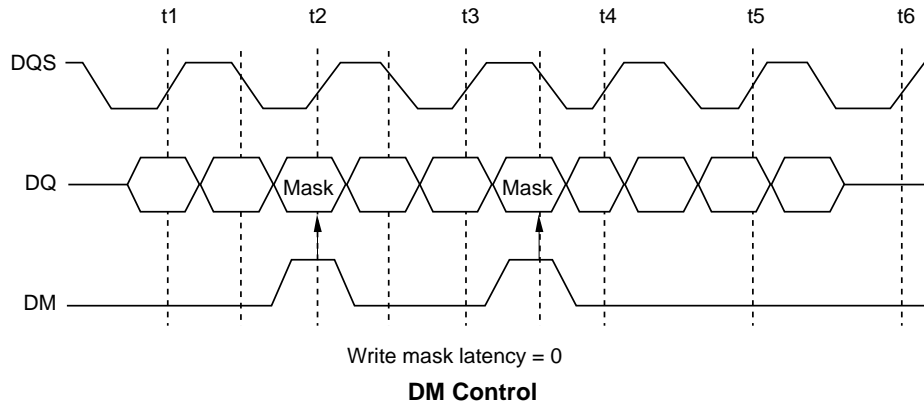 t1 t2 t3 t4 t5 t6
DQS
DQ Mask Mask
DM
Write mask latency = 0
DM Control